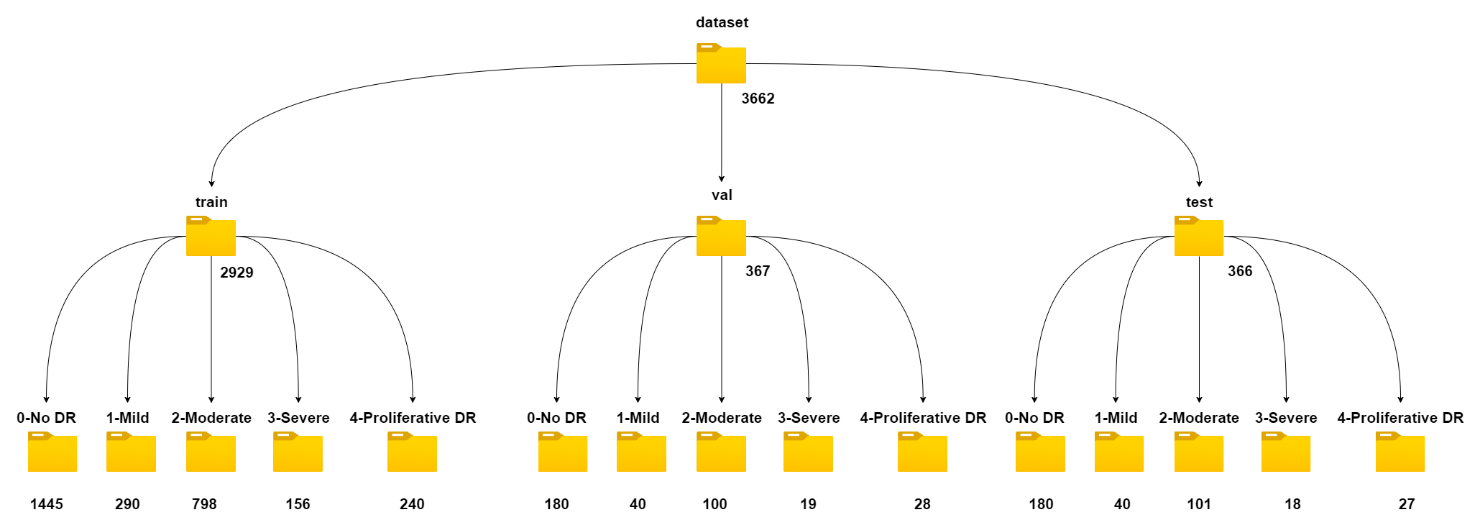 dataset
3662
train
val
test
2929
367
366
0-No DR 1-Mild 2-Moderate 3-Severe 4-Proliferative DR 0-No DR 1-Mild 2-Moderate 3-Severe 4-Proliferative DR 0-No DR 1-Mild 2-Moderate 3-Severe 4-Proliferative DR
1445 290 798 156 240 180 40 100 19 28 180 40 101 18 27